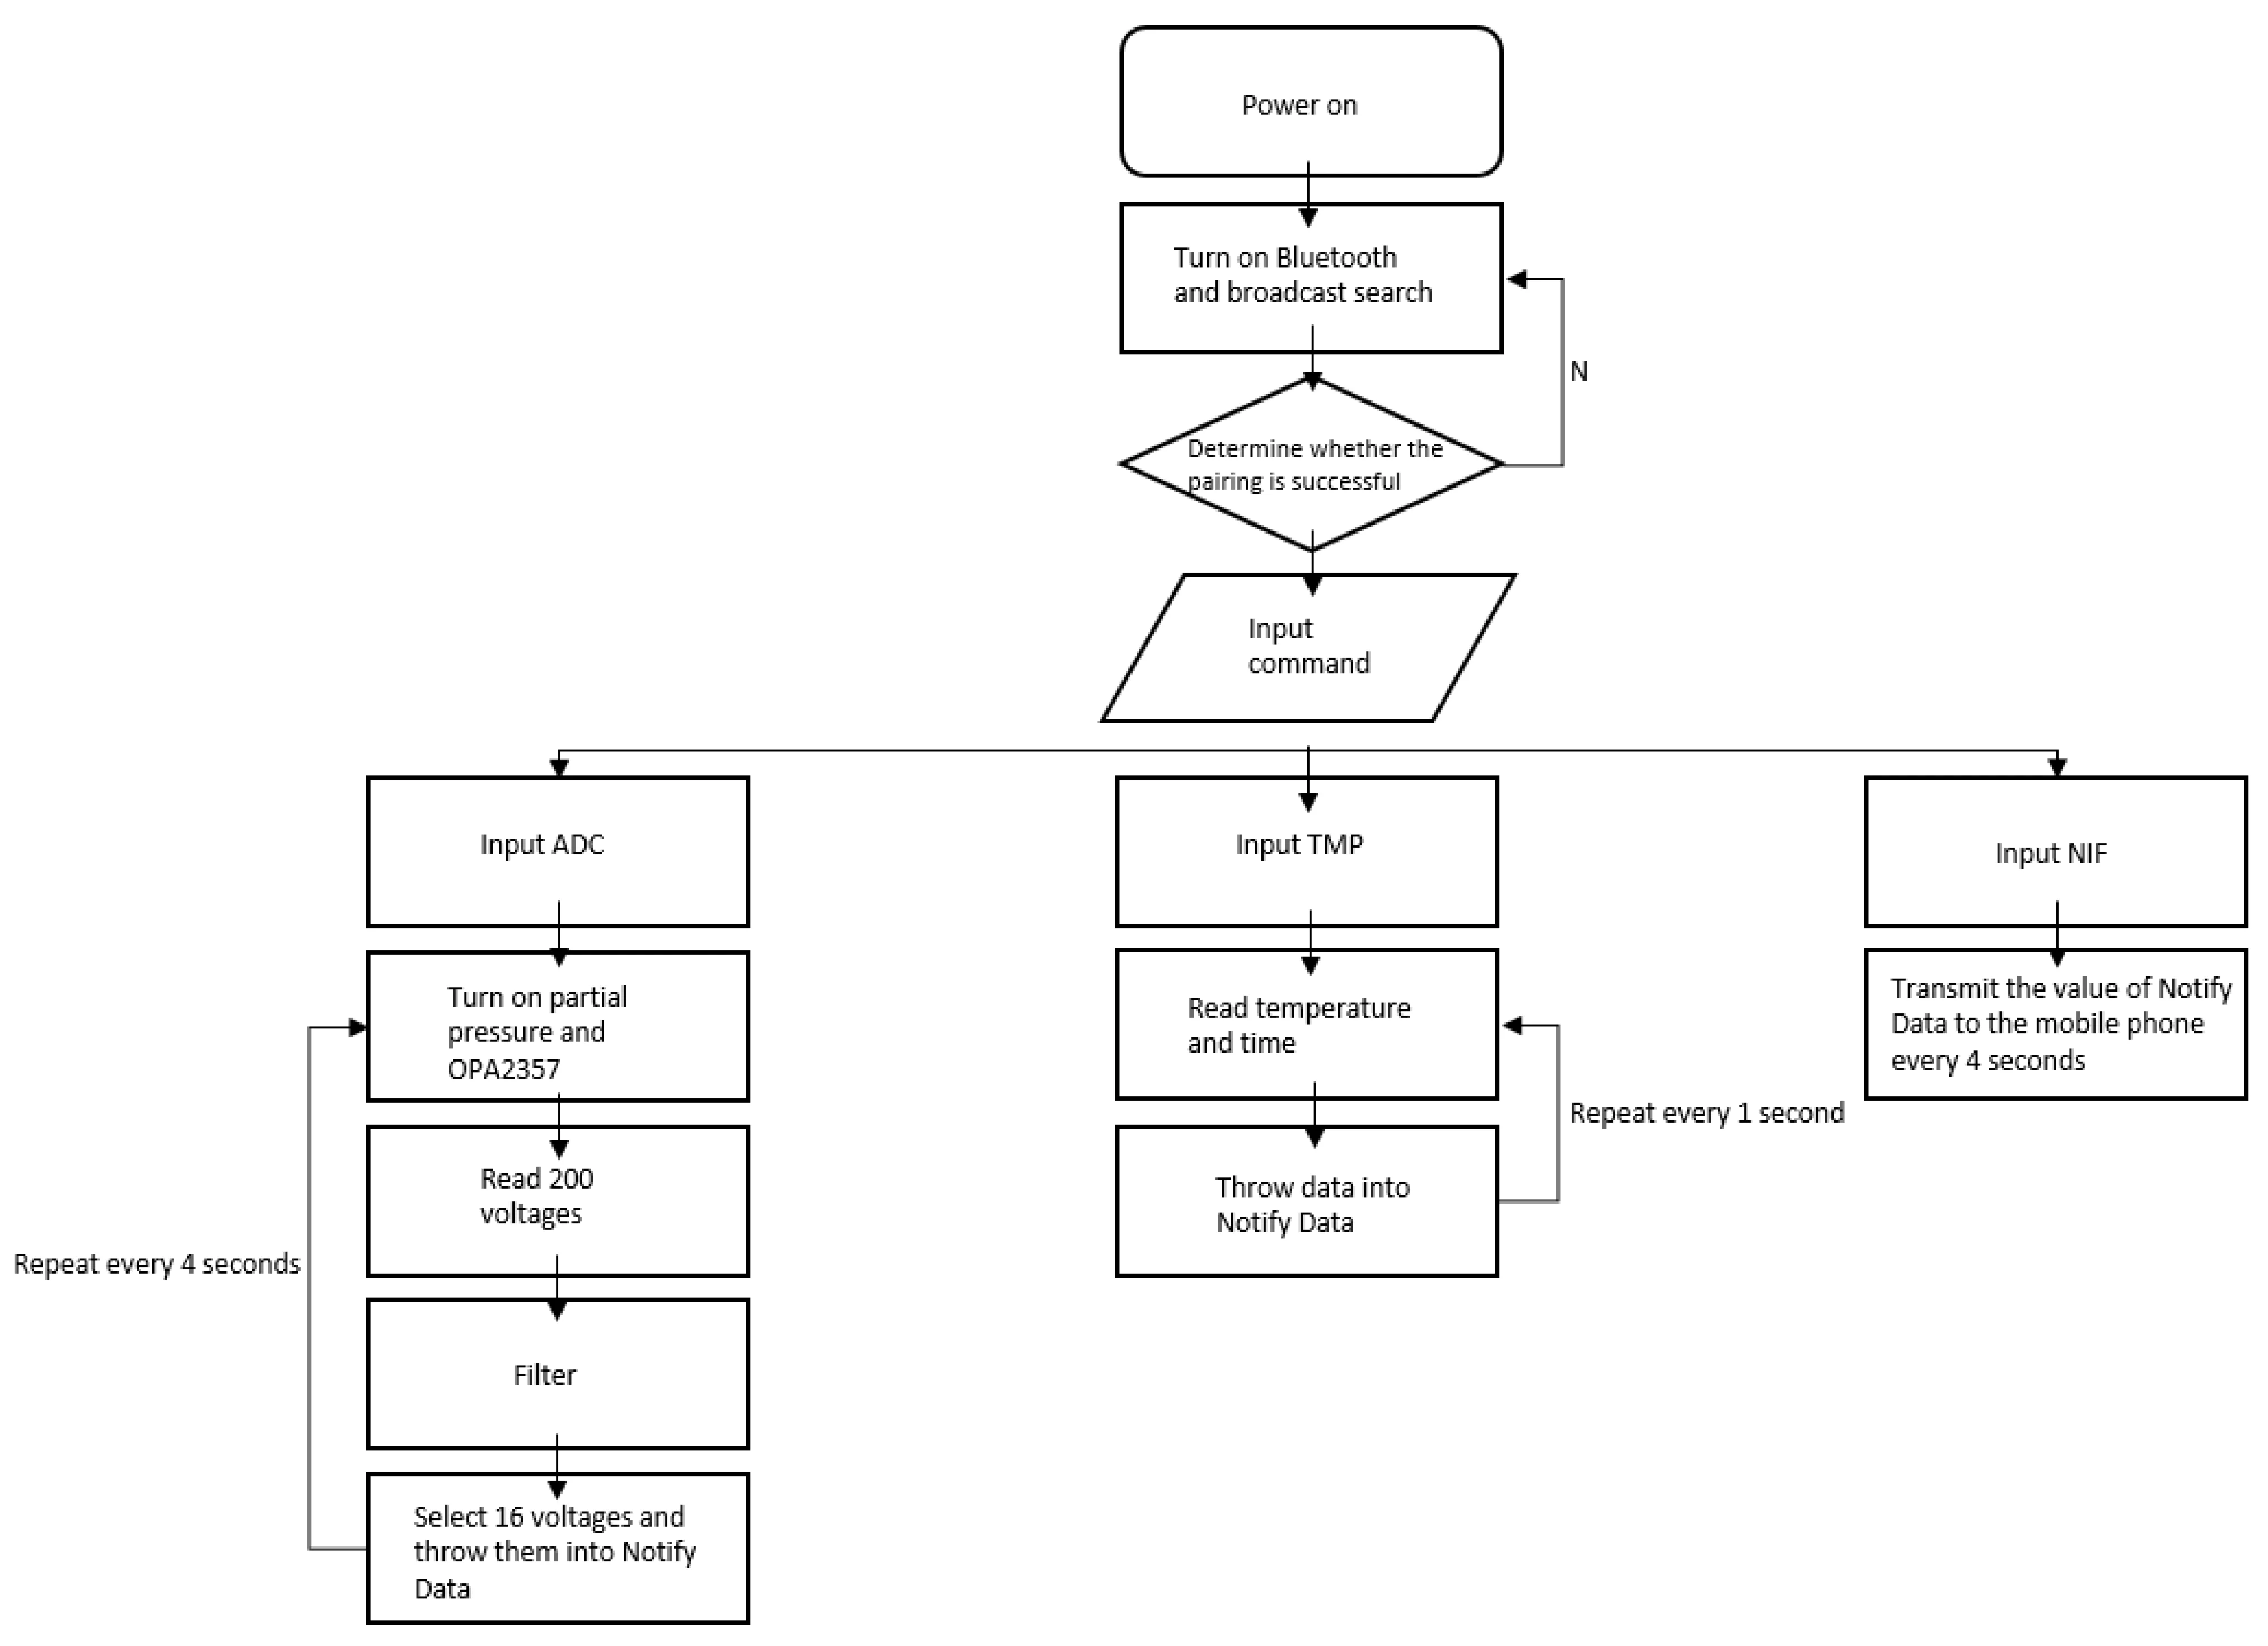 Power on
Turn on Bluetooth
and broadcast search
N
Determine whether the
pairing is successful
Input
command
Input ADC
Input TMP
Input NIF
Turn on partial
pressure and
OPA2357
Read temperature
and time
Transmit the value of Notify
Data to the mobile phone
every 4 seconds
Repeat every 1 second
Read 200
voltages
Throw data into
Notify Data
Repeat every 4 seconds
Filter
Select 16 voltages and
throw them into Notify
Data